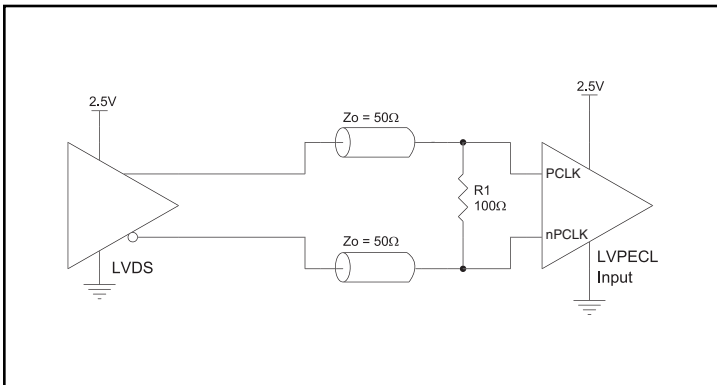 2.5V
2.5V
Zo = 50Ω
PCLK
R1
100Ω
nPCLK
Zo = 50Ω
LVDS
LVPECL
Input